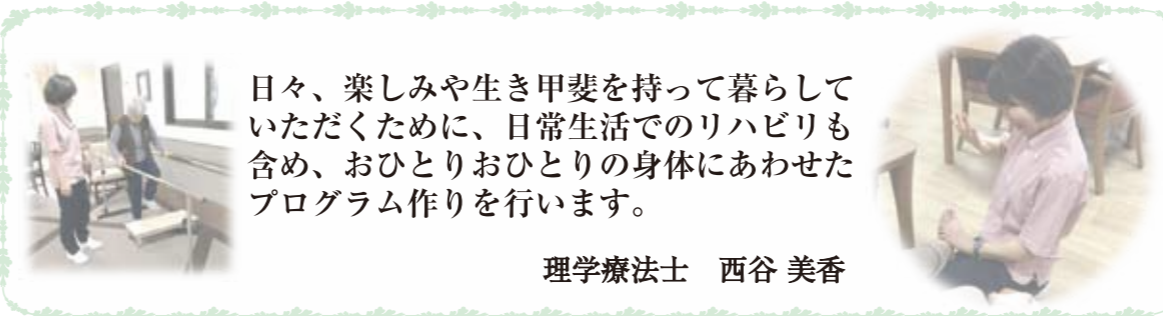 日々、楽しみや生き甲斐を持って暮らして
いただくために、日常生活でのリハビリも
含め、おひとりおひとりの身体にあわせた
プログラム作りを行います。
理学療法士　西谷 美香